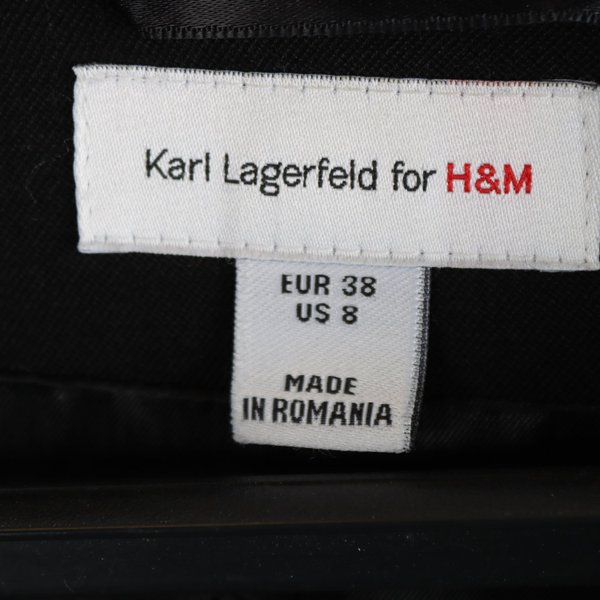 Karl Lagerfeld for H&M
EUR 38
US 8
MADE
IN ROMANIA